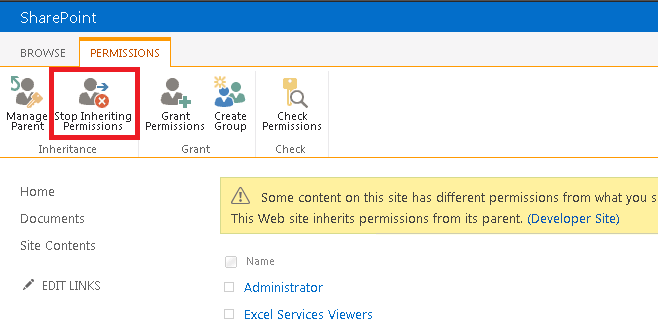 SharePoint
BROWSE PERMISSIONS
Manage Parent
Stop Inheriting Permissions
Grant Permissions
Create Group
Check Permissions
Inheritance Grant Check
Home
Documents
Site Contents
EDIT LINKS
Some content on this site has different permissions from what you s
This Web site inherits permissions from its parent. (Developer Site)
Name
Administrator
Excel Services Viewers